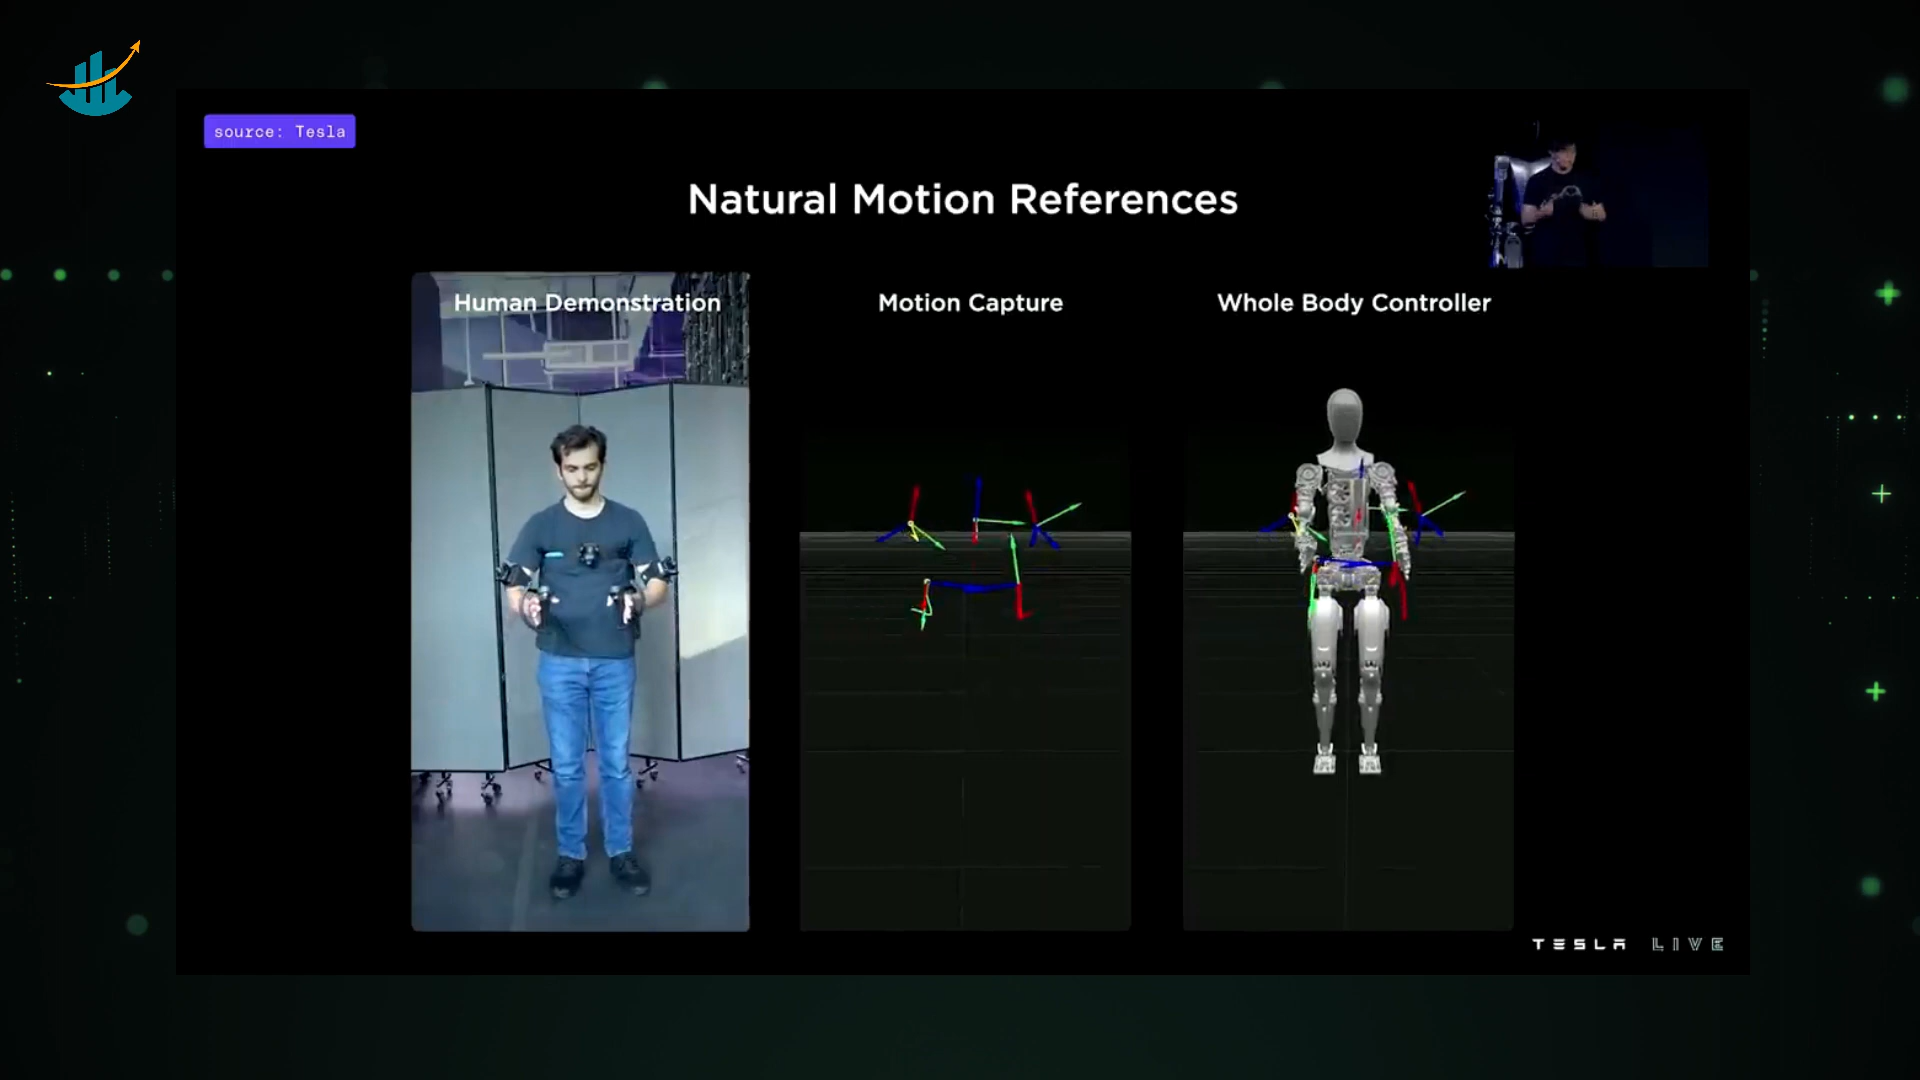 source: Tesla
Natural Motion References
Human Demonstration
Motion Capture
Whole Body Controller
TESLA LIVE